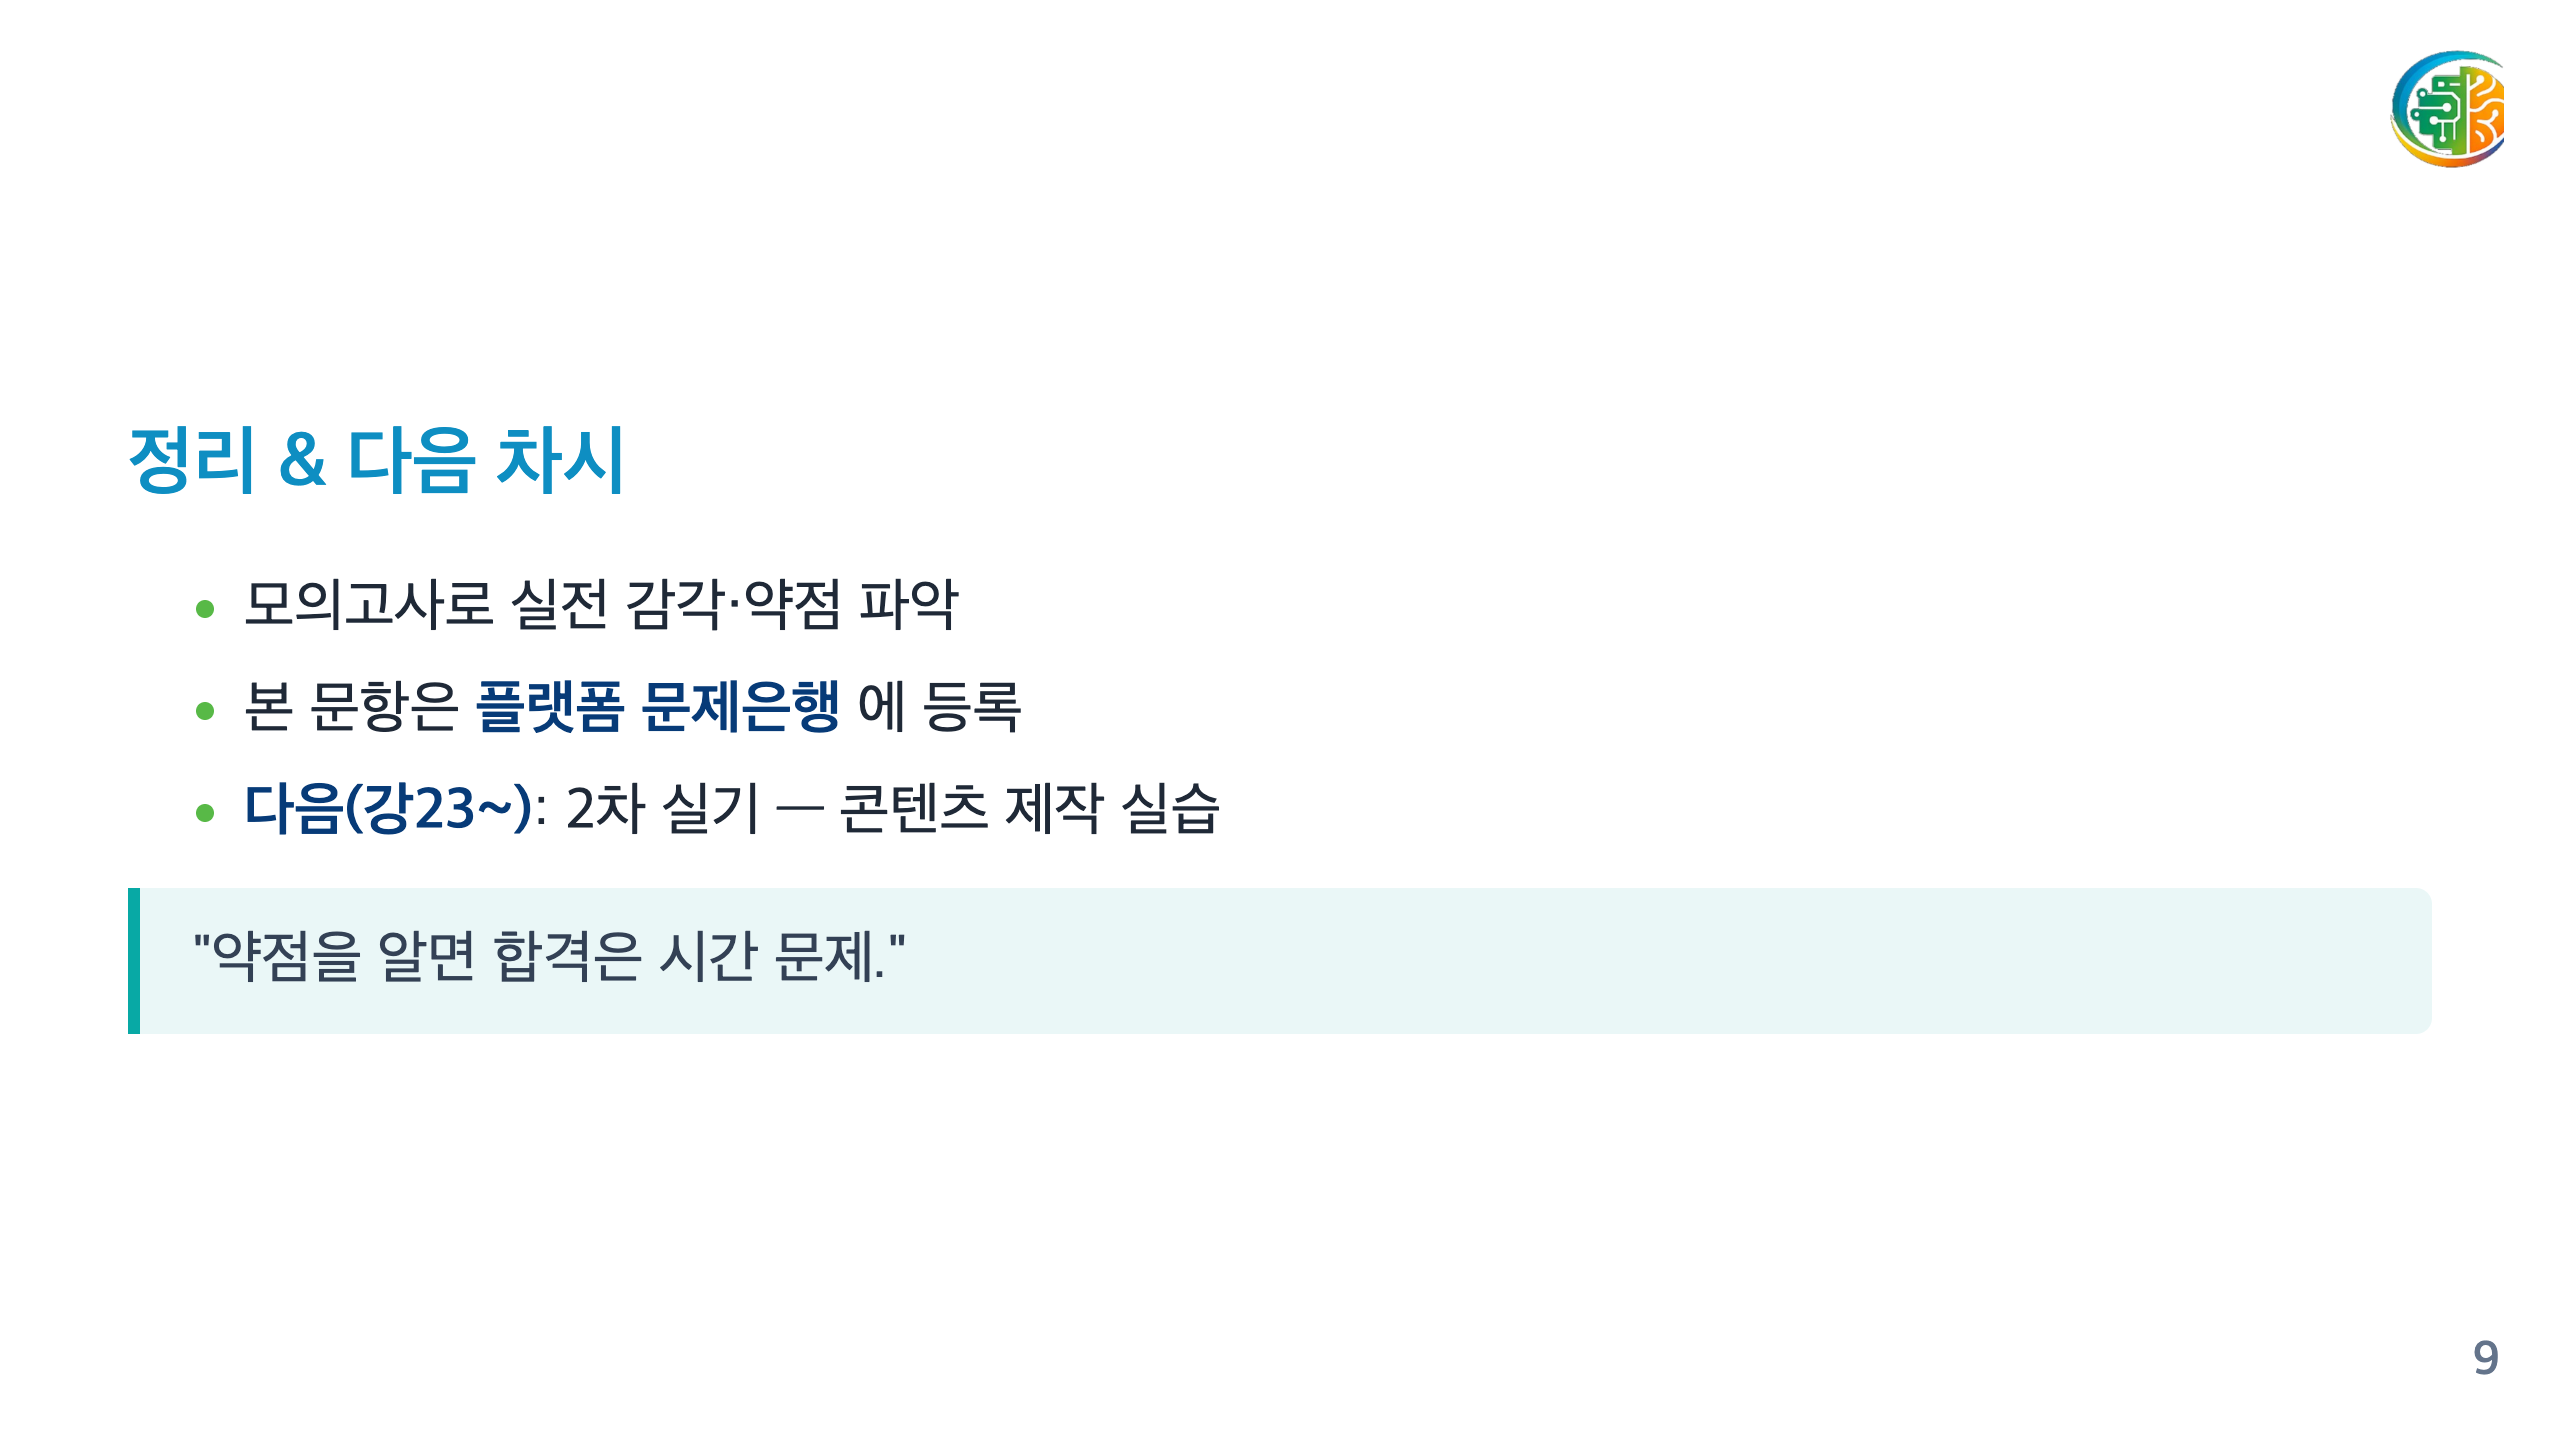 정리 & 다음 차시
• 모의고사로 실전 감각·약점 파악
• 본 문항은 플랫폼 문제은행 에 등록
• 다음(강23~): 2차 실기 — 콘텐츠 제작 실습
"약점을 알면 합격은 시간 문제."
9